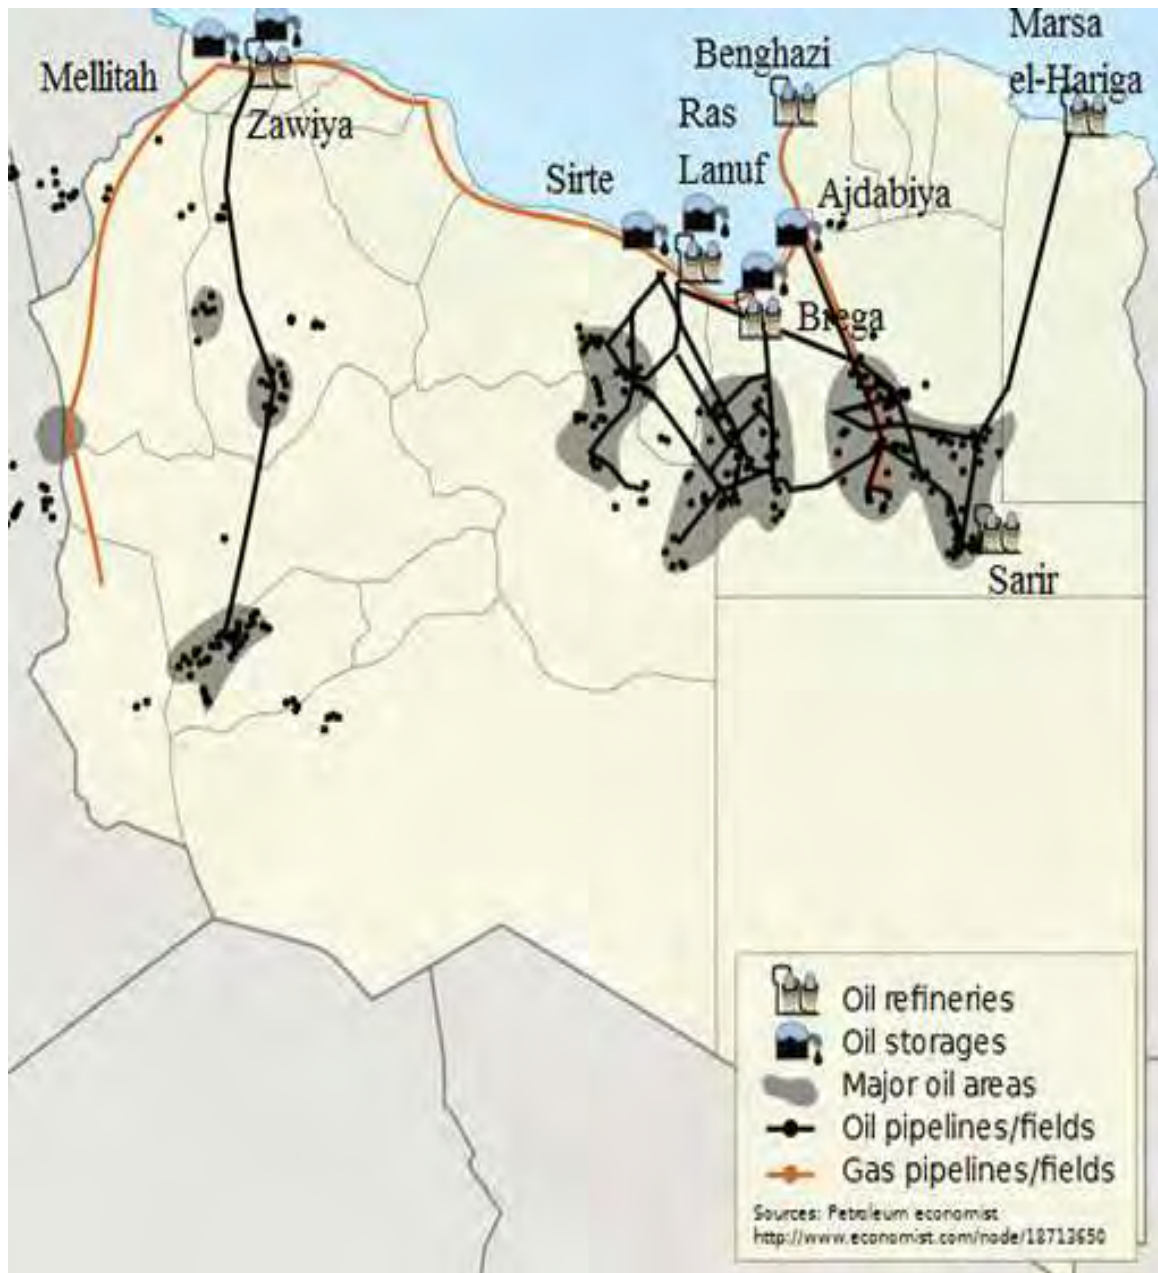 Marsa
el-Hariga
Benghazi
Mellitah
Ras
Lanuf
Zawiya
Sirte
Ajdabiya
Brega
Sarir
Oil refineries
Oil storages
Major oil areas
Oil pipelines/fields
Gas pipelines/fields
Sources: Petroleum economist
http://www.economist.com/node/18713650